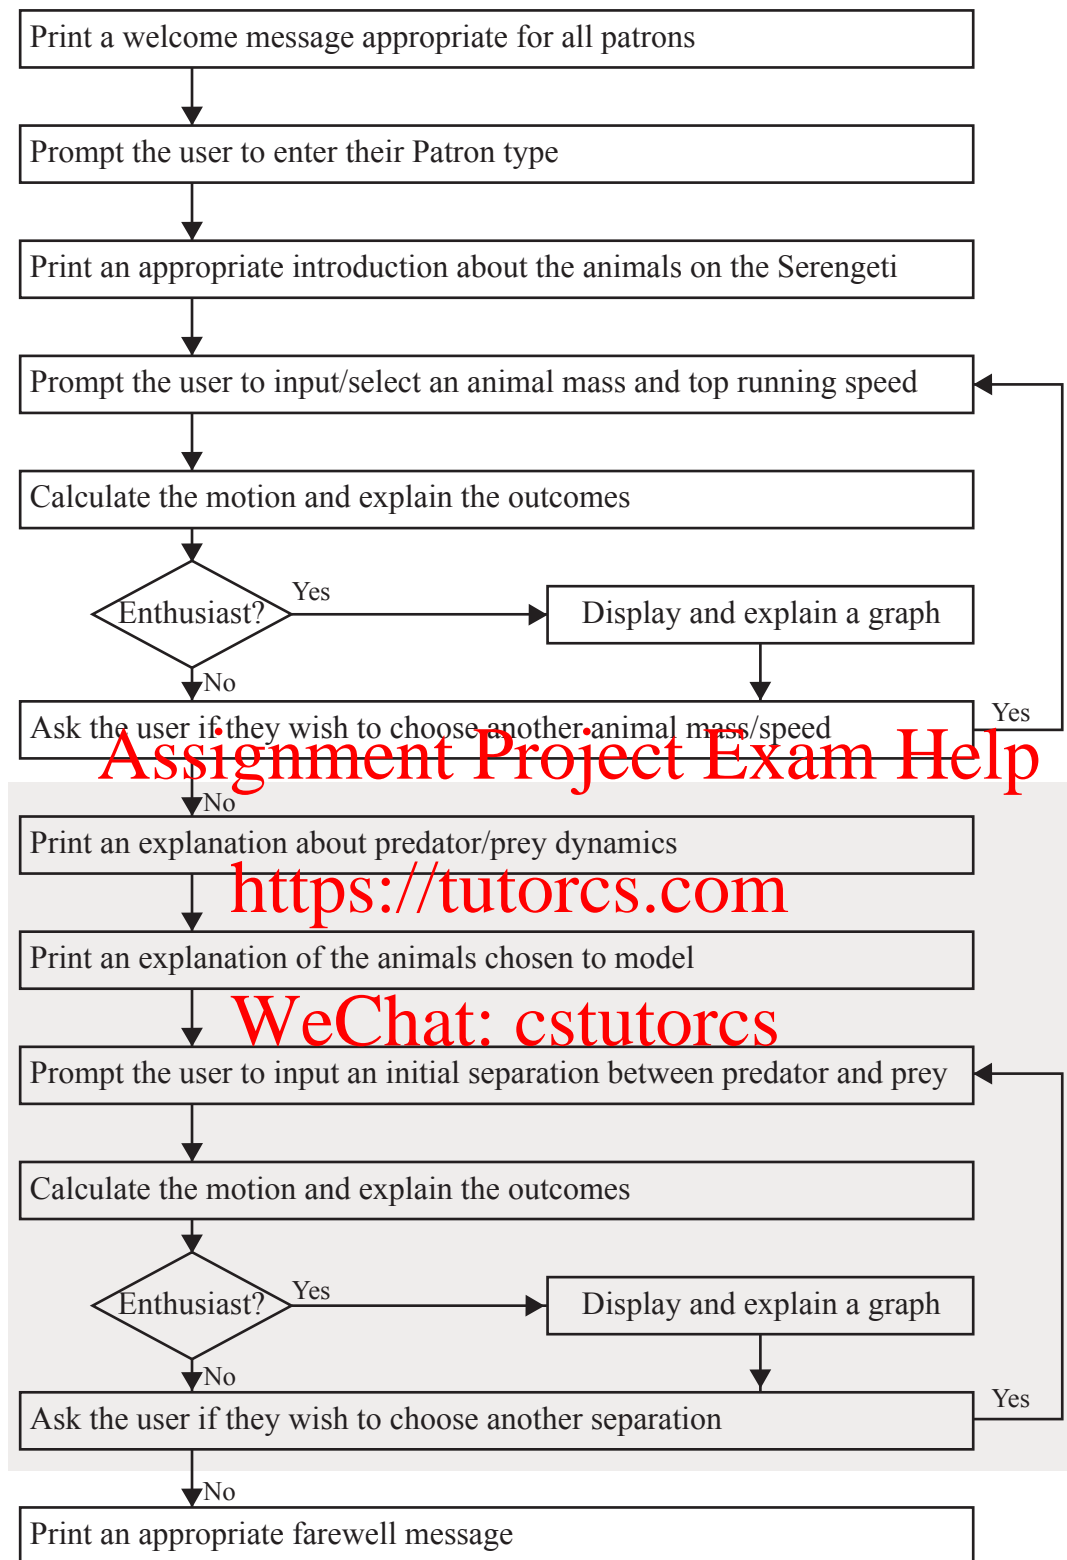 Print a welcome message appropriate for all patrons
Prompt the user to enter their Patron type
Print an appropriate introduction about the animals on the Serengeti
Prompt the user to input/select an animal mass and top running speed
Calculate the motion and explain the outcomes
Enthusiast?
Yes
Display and explain a graph
No
Ask the user if they wish to choose another animal mass/speed
Yes
Assignment Project Exam Help
No
Print an explanation about predator/prey dynamics
https://tutorcs.com
Print an explanation of the animals chosen to model
WeChat: cstutorcs
Prompt the user to input an initial separation between predator and prey
Calculate the motion and explain the outcomes
Enthusiast?
Yes
Display and explain a graph
No
Ask the user if they wish to choose another separation
Yes
No
Print an appropriate farewell message